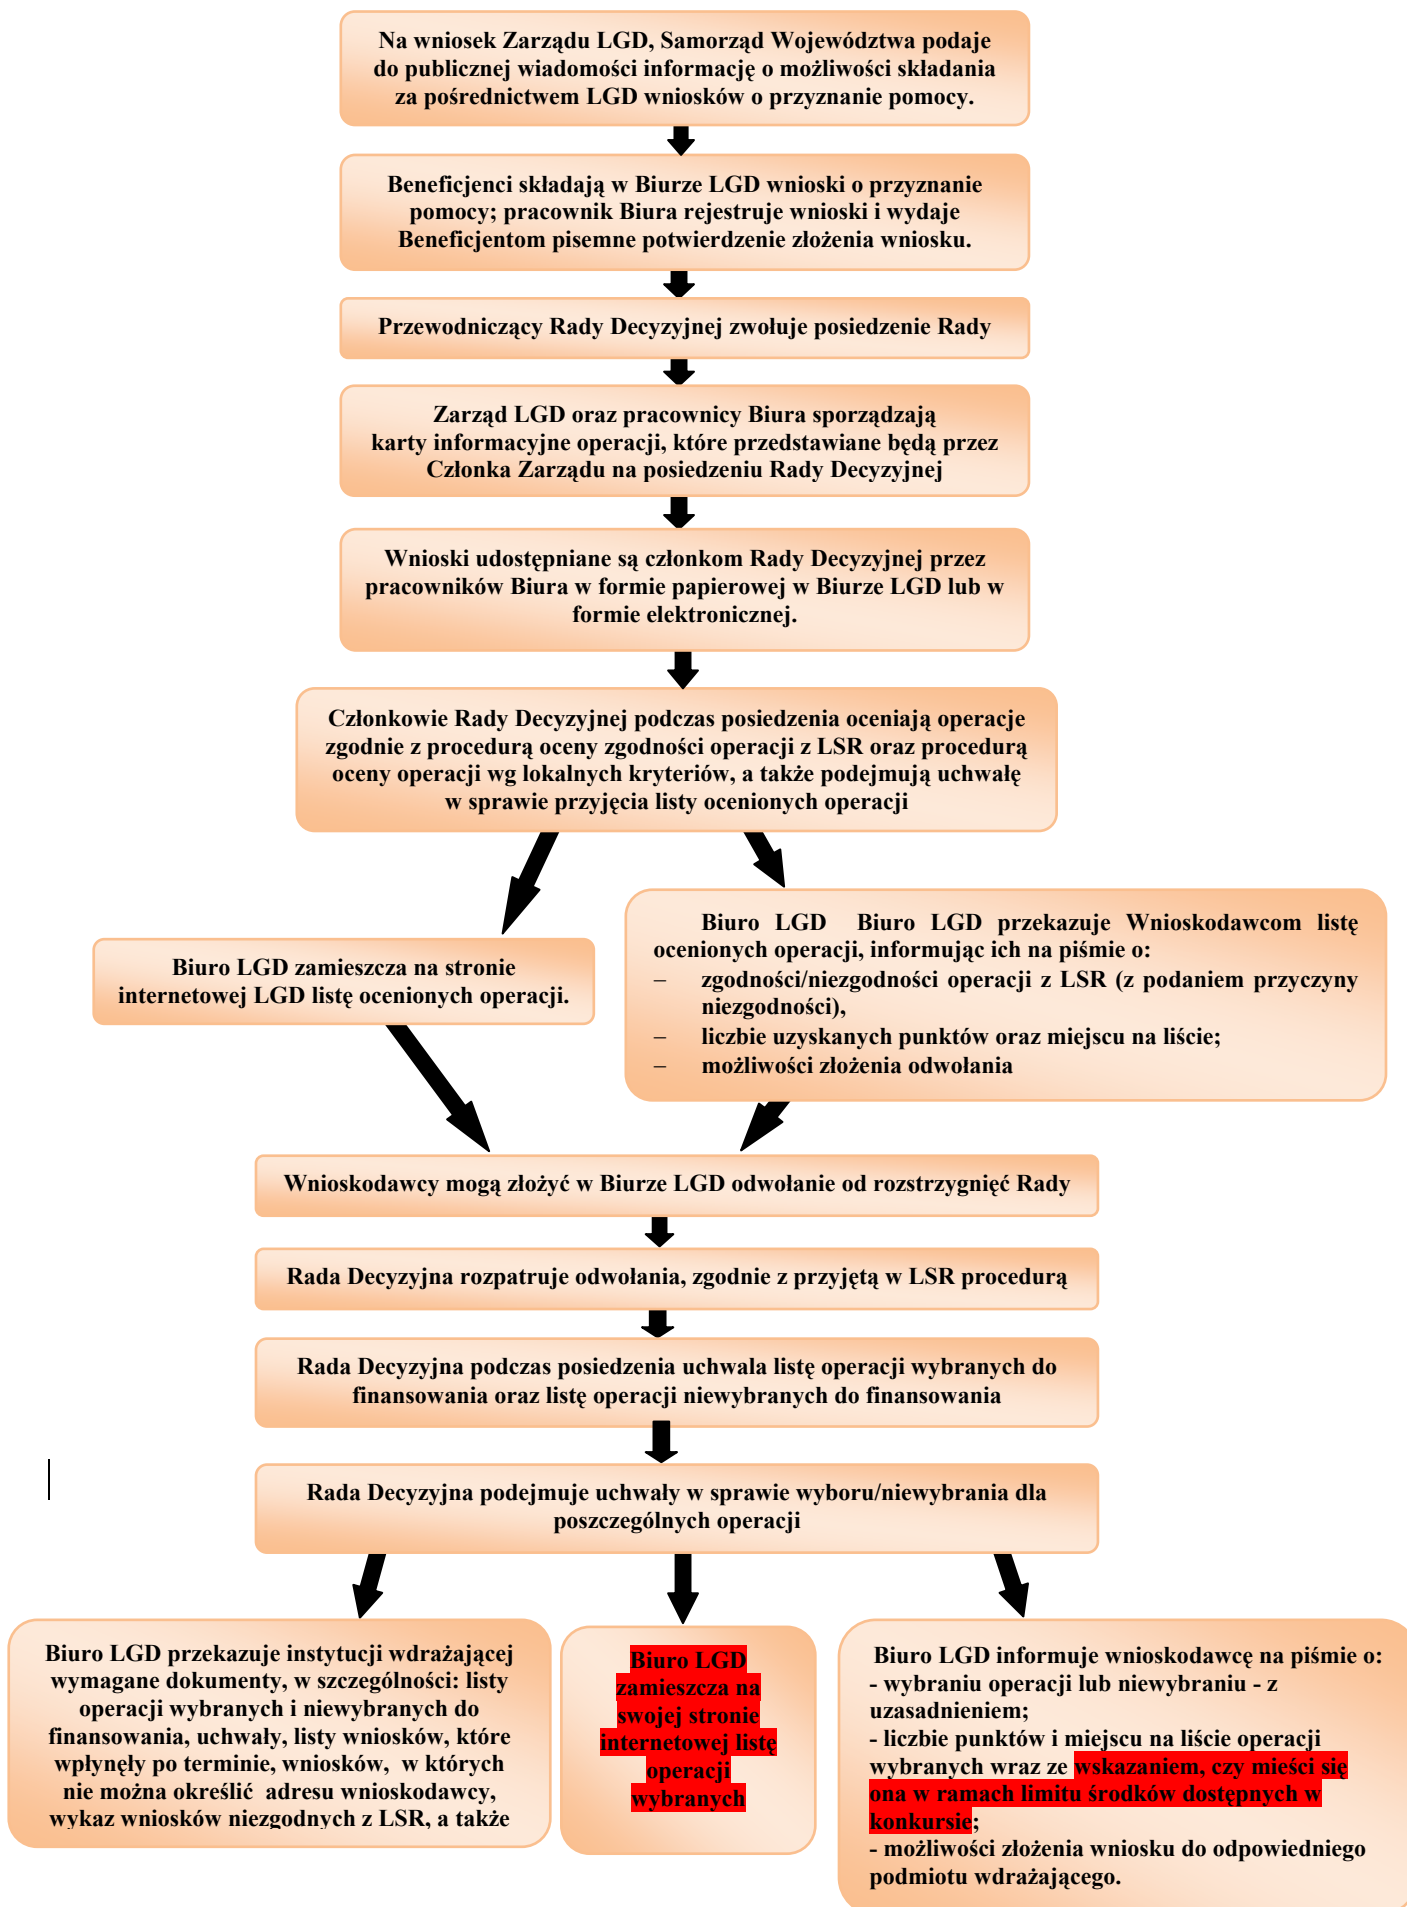 Na wniosek Zarządu LGD, Samorząd Województwa podaje
do publicznej wiadomości informację o możliwości składania
za pośrednictwem LGD wniosków o przyznanie pomocy.
Beneficjenci składają w Biurze LGD wnioski o przyznanie
pomocy; pracownik Biura rejestruje wnioski i wydaje
Beneficjentom pisemne potwierdzenie złożenia wniosku.
Przewodniczący Rady Decyzyjnej zwołuje posiedzenie Rady
Zarząd LGD oraz pracownicy Biura sporządzają
karty informacyjne operacji, które przedstawiane będą przez
Członka Zarządu na posiedzeniu Rady Decyzyjnej
Wnioski udostępniane są członkom Rady Decyzyjnej przez
pracowników Biura w formie papierowej w Biurze LGD lub w
formie elektronicznej.
Członkowie Rady Decyzyjnej podczas posiedzenia oceniają operacje
zgodnie z procedurą oceny zgodności operacji z LSR oraz procedurą
oceny operacji wg lokalnych kryteriów, a także podejmują uchwałę
w sprawie przyjęcia listy ocenionych operacji
Biuro LGD zamieszcza na stronie
internetowej LGD listę ocenionych operacji.
Biuro LGD Biuro LGD przekazuje Wnioskodawcom listę
ocenionych operacji, informując ich na piśmie o:
– zgodności/niezgodności operacji z LSR (z podaniem przyczyny
niezgodności),
– liczbie uzyskanych punktów oraz miejscu na liście;
– możliwości złożenia odwołania
Wnioskodawcy mogą złożyć w Biurze LGD odwołanie od rozstrzygnięć Rady
Rada Decyzyjna rozpatruje odwołania, zgodnie z przyjętą w LSR procedurą
Rada Decyzyjna podczas posiedzenia uchwala listę operacji wybranych do
finansowania oraz listę operacji niewybranych do finansowania
Rada Decyzyjna podejmuje uchwały w sprawie wyboru/niewybrania dla
poszczególnych operacji
Biuro LGD przekazuje instytucji wdrażającej
wymagane dokumenty, w szczególności: listy
operacji wybranych i niewybranych do
finansowania, uchwały, listy wniosków, które
wpłynęły po terminie, wniosków, w których
nie można określić adresu wnioskodawcy,
wykaz wniosków niezgodnych z LSR, a także
Biuro LGD
zamieszcza na
swojej stronie
internetowej listę
operacji
wybranych
Biuro LGD informuje wnioskodawcę na piśmie o:
- wybraniu operacji lub niewybraniu - z
uzasadnieniem;
- liczbie punktów i miejscu na liście operacji
wybranych wraz ze wskazaniem, czy mieści się
ona w ramach limitu środków dostępnych w
konkursie;
- możliwości złożenia wniosku do odpowiedniego
podmiotu wdrażającego.